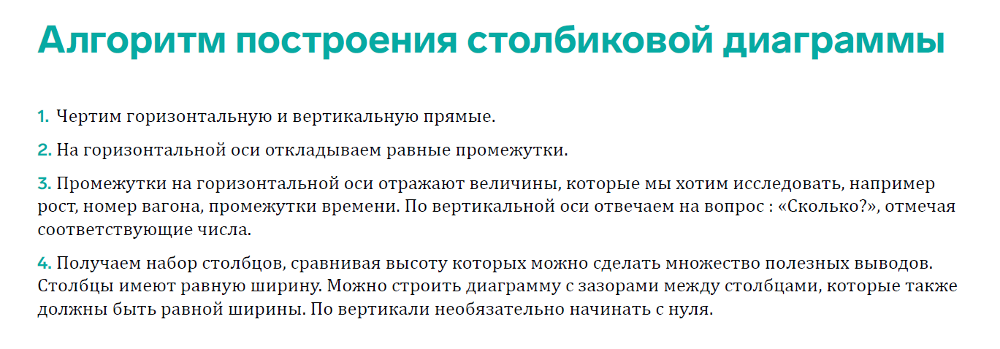 Алгоритм построения столбиковой диаграммы
1. Чертим горизонтальную и вертикальную прямые.
2. На горизонтальной оси откладываем равные промежутки.
3. Промежутки на горизонтальной оси отражают величины, которые мы хотим исследовать, например
рост, номер вагона, промежутки времени. По вертикальной оси отвечаем на вопрос : «Сколько?», отмечая
соответствующие числа.
4. Получаем набор столбцов, сравнивая высоту которых можно сделать множество полезных выводов.
Столбцы имеют равную ширину. Можно строить диаграмму с зазорами между столбцами, которые также
должны быть равной ширины. По вертикали необязательно начинать с нуля.